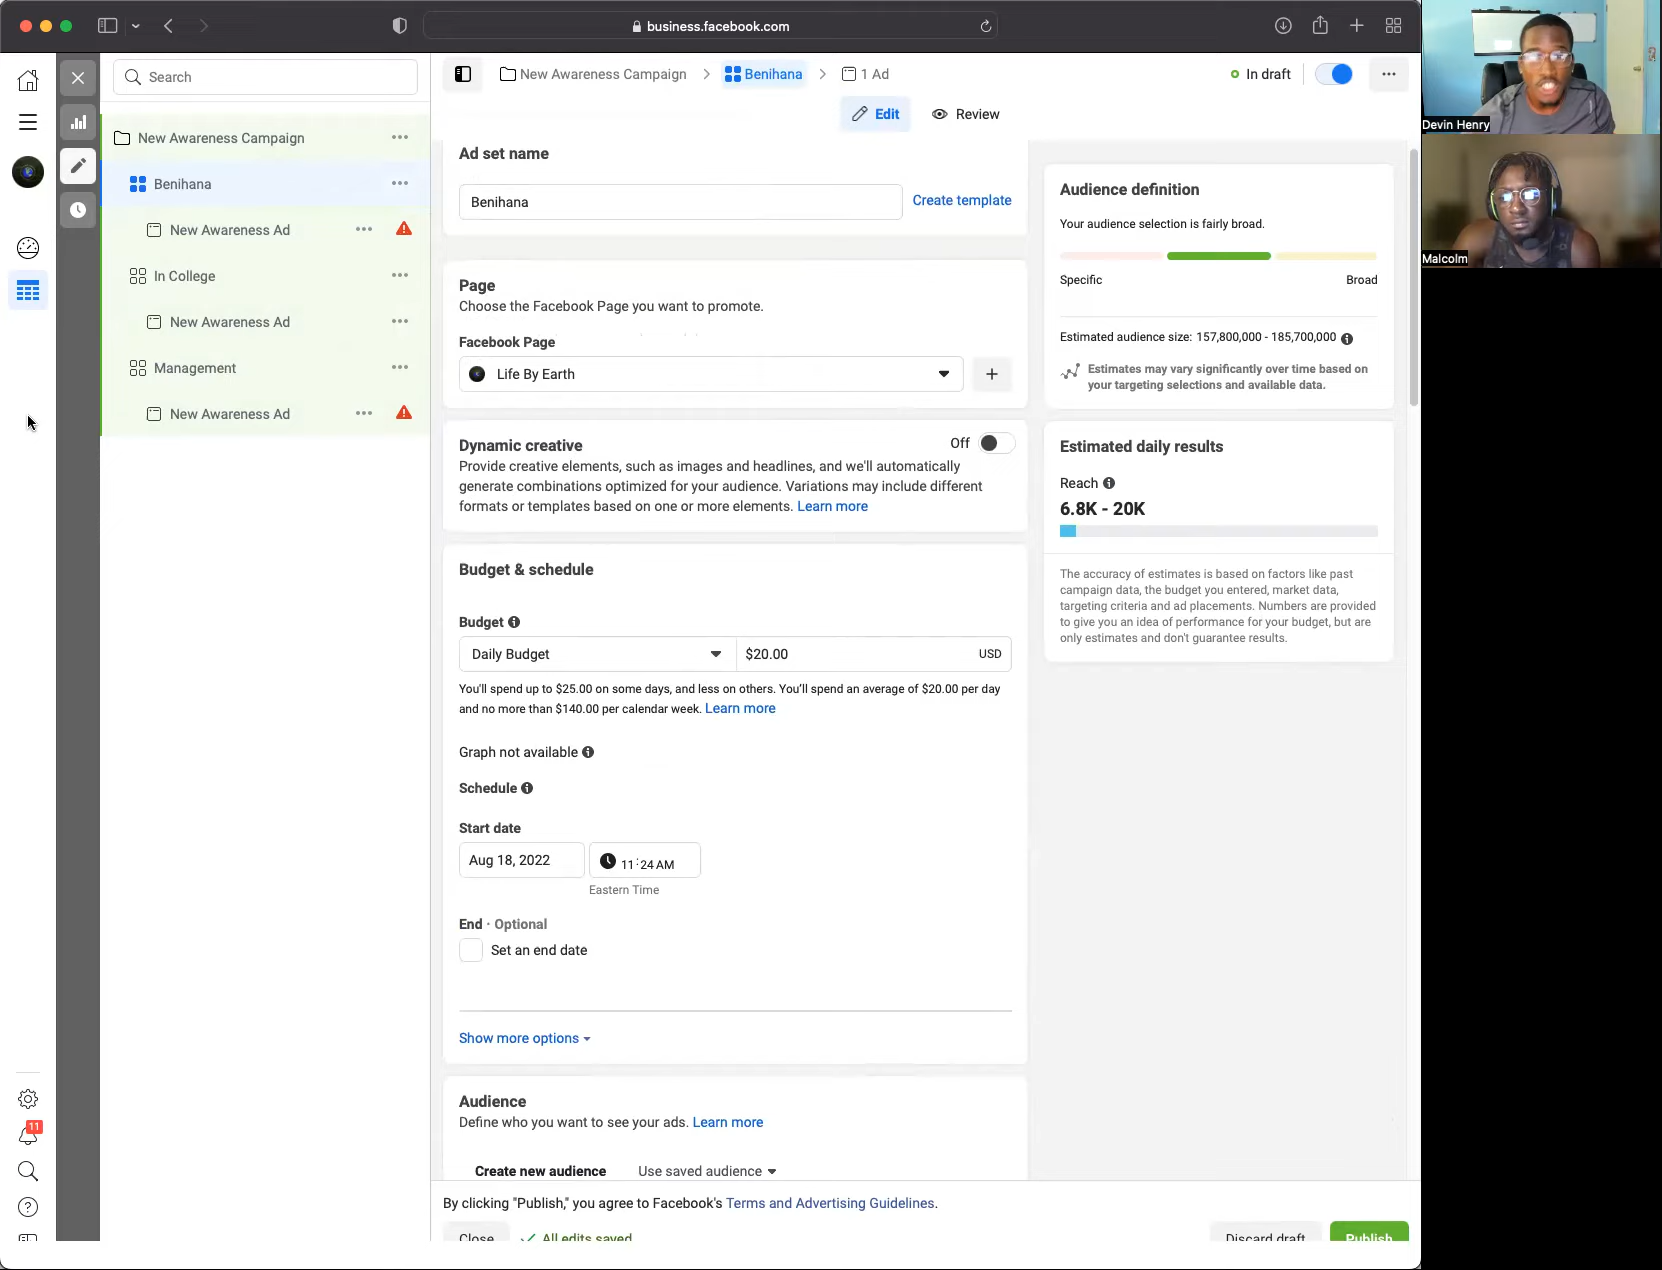 business.facebook.com
Search
New Awareness Campaign
Benihana
New Awareness Ad
In College
New Awareness Ad
Management
New Awareness Ad
11
New Awareness Campaign
Benihana
1 Ad
In draft
Edit
Review
Ad set name
Benihana
Create template
Page
Choose the Facebook Page you want to promote.
Facebook Page
Life By Earth
Dynamic creative
Off
Provide creative elements, such as images and headlines, and we'll automatically
generate combinations optimized for your audience. Variations may include different
formats or templates based on one or more elements. Learn more
Budget & schedule
Budget
Daily Budget
$20.00
USD
You'll spend up to $25.00 on some days, and less on others. You'll spend an average of $20.00 per day
and no more than $140.00 per calendar week. Learn more
Graph not available
Schedule
Start date
Aug 18, 2022
11:24 AM
Eastern Time
End · Optional
Set an end date
Show more options
Audience
Define who you want to see your ads. Learn more
Create new audience
Use saved audience
By clicking "Publish," you agree to Facebook's Terms and Advertising Guidelines.
Close
All edits saved
Discard draft
Publish
Audience definition
Your audience selection is fairly broad.
Specific
Broad
Estimated audience size: 157,800,000 - 185,700,000
Estimates may vary significantly over time based on
your targeting selections and available data.
Estimated daily results
Reach
6.8K - 20K
The accuracy of estimates is based on factors like past
campaign data, the budget you entered, market data,
targeting criteria and ad placements. Numbers are provided
to give you an idea of performance for your budget, but are
only estimates and don't guarantee results.
Devin Henry
Malcolm